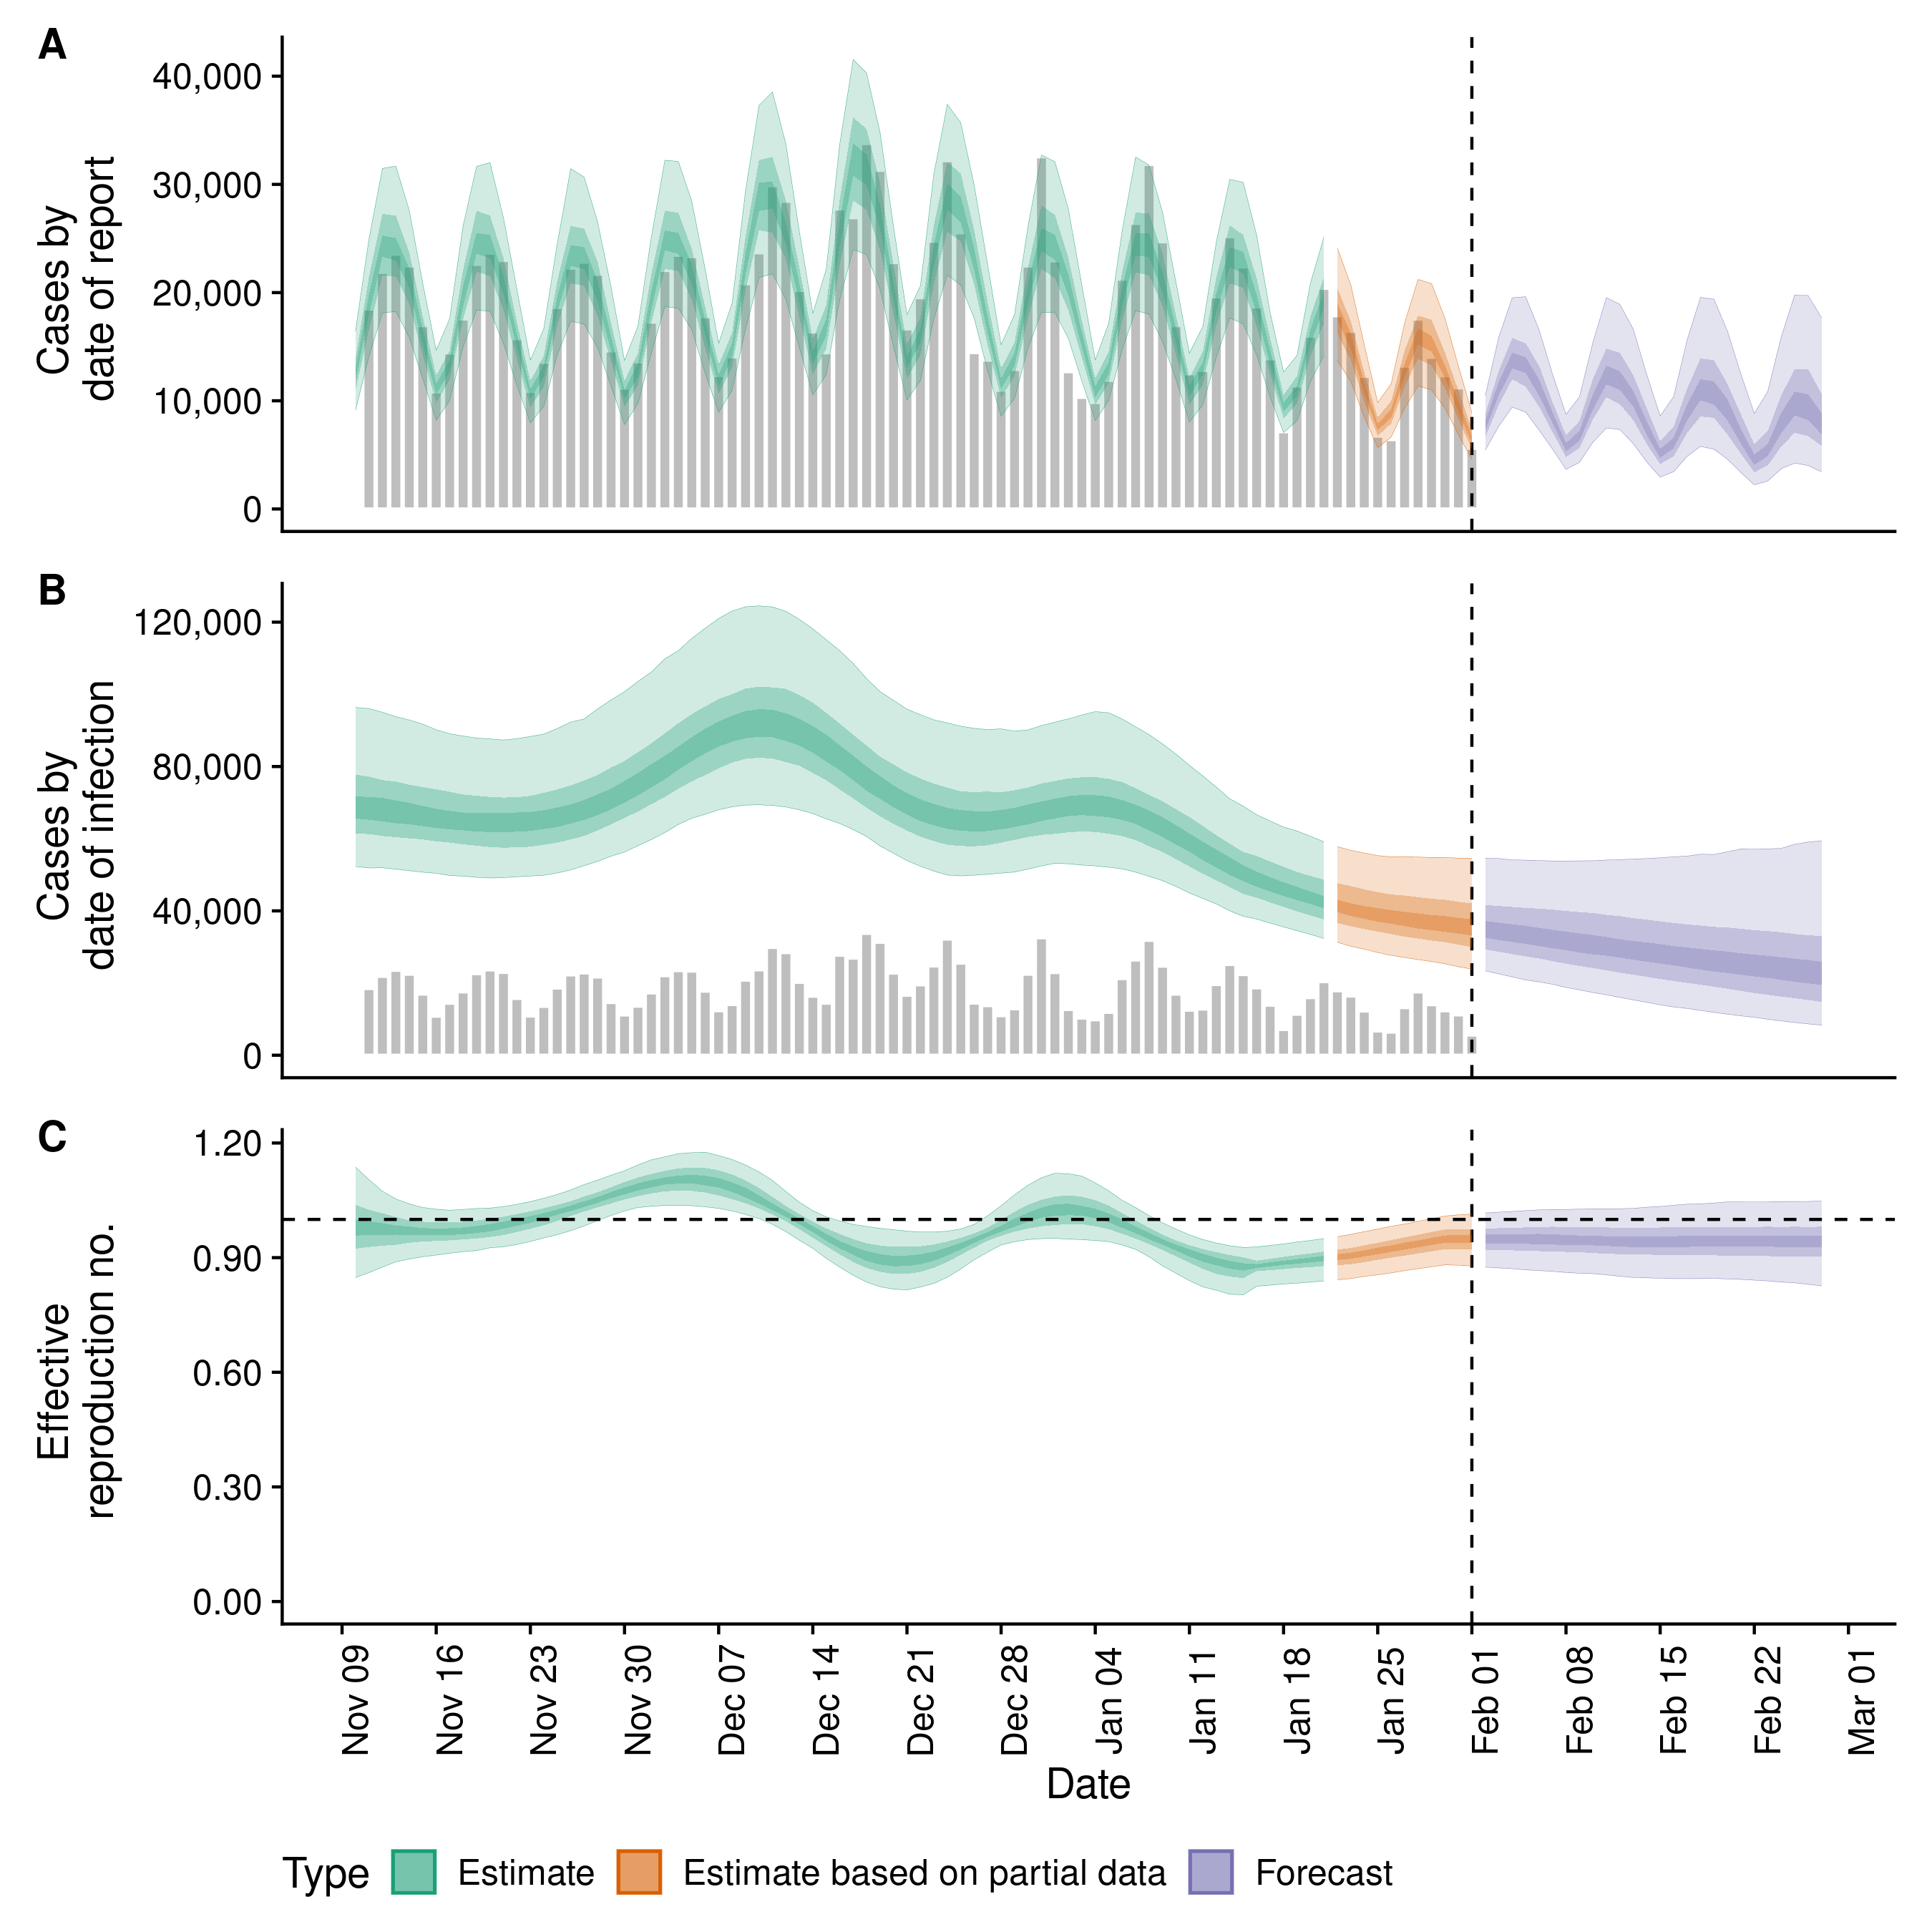 A
Cases by
date of report
40,000
30,000
20,000
10,000
0
B
Cases by
date of infection
120,000
80,000
40,000
0
C
Effective
reproduction no.
1.20
0.90
0.60
0.30
0.00
Nov 09
Nov 16
Nov 23
Nov 30
Dec 07
Dec 14
Dec 21
Dec 28
Jan 04
Jan 11
Jan 18
Jan 25
Feb 01
Feb 08
Feb 15
Feb 22
Mar 01
Date
Type Estimate Estimate based on partial data Forecast